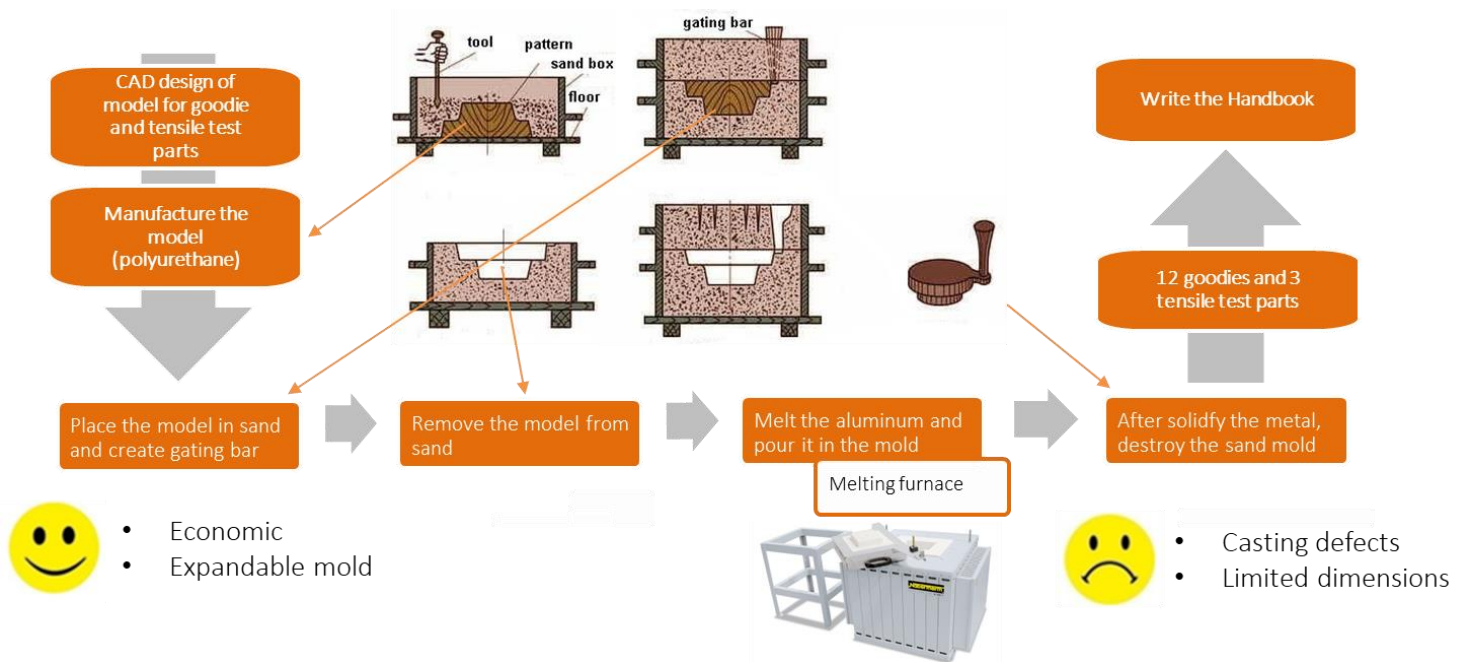 CAD design of
model for goodie
and tensile test
parts
Manufacture the
model
(polyurethane)
tool
pattern
sand box
floor
gating bar
Write the Handbook
12 goodies and 3
tensile test parts
Place the model in sand
and create gating bar
Remove the model from
sand
Melt the aluminum and
pour it in the mold
Melting furnace
After solidfy the metal,
destroy the sand mold
• Economic
• Expandable mold
• Casting defects
• Limited dimensions